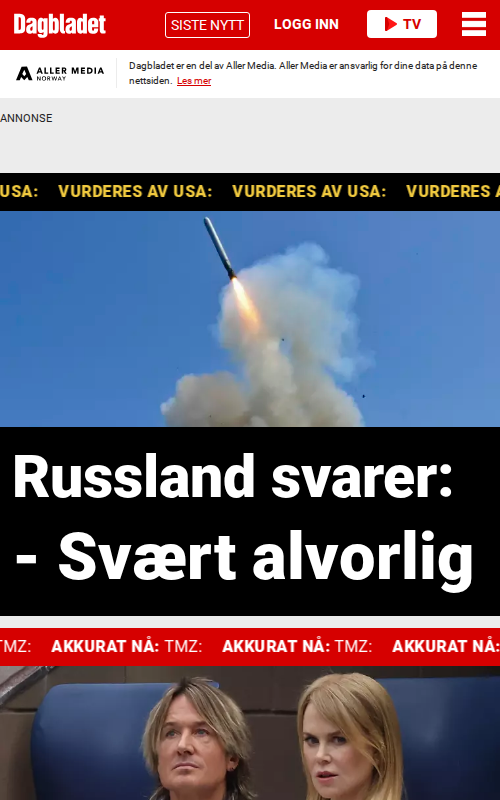 Dagbladet
SISTE NYTT
LOGG INN
TV
ALLER MEDIA
NORWAY
Dagbladet er en del av Aller Media. Aller Media er ansvarlig for dine data på denne
nettsiden. Les mer
ANNONSE
USA: VURDERES AV USA: VURDERES AV USA: VURDERES A
Russland svarer:
- Svært alvorlig
TMZ: AKKURAT NÅ: TMZ: AKKURAT NÅ: TMZ: AKKURAT NÅ: